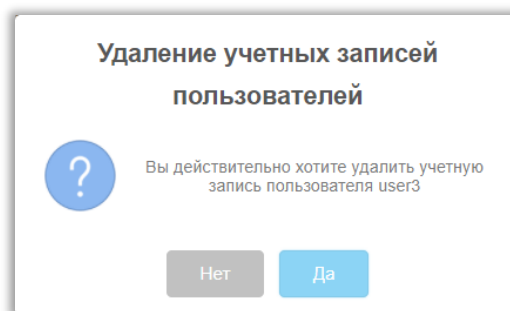 Удаление учетных записей
пользователей
Вы действительно хотите удалить учетную
запись пользователя user3
Нет
Да